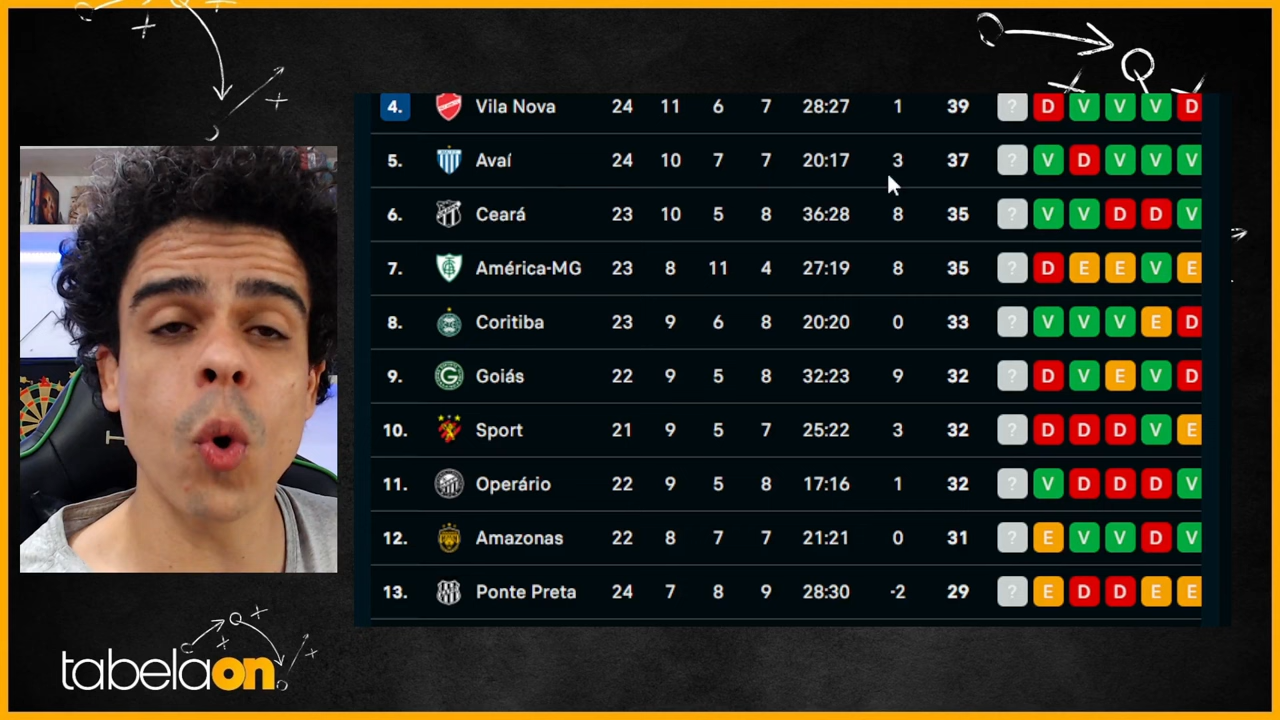 4. Vila Nova 24 11 6 7 28:27 1 39 ? D V V V D
5. Avaí 24 10 7 7 20:17 3 37 ? V D V V V
6. Ceará 23 10 5 8 36:28 8 35 ? V V D D V
7. América-MG 23 8 11 4 27:19 8 35 ? D E E V E
8. Coritiba 23 9 6 8 20:20 0 33 ? V V V E D
9. Goiás 22 9 5 8 32:23 9 32 ? D V E V D
10. Sport 21 9 5 7 25:22 3 32 ? D D D V E
11. Operário 22 9 5 8 17:16 1 32 ? V D D D V
12. Amazonas 22 8 7 7 21:21 0 31 ? E V V D V
13. Ponte Preta 24 7 8 9 28:30 -2 29 ? E D D E E
tabelaon